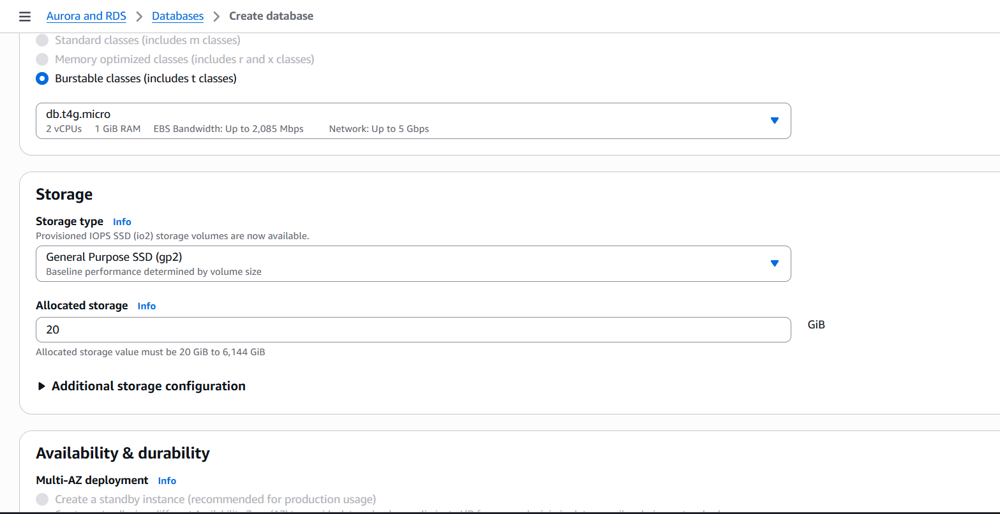 Aurora and RDS > Databases > Create database
Standard classes (includes m classes)
Memory optimized classes (includes r and x classes)
Burstable classes (includes t classes)
db.t4g.micro
2 vCPUs 1 GiB RAM EBS Bandwidth: Up to 2,085 Mbps Network: Up to 5 Gbps
Storage
Storage type Info
Provisioned IOPS SSD (io2) storage volumes are now available.
General Purpose SSD (gp2)
Baseline performance determined by volume size
Allocated storage Info
20 GiB
Allocated storage value must be 20 GiB to 6,144 GiB
Additional storage configuration
Availability & durability
Multi-AZ deployment Info
Create a standby instance (recommended for production usage)